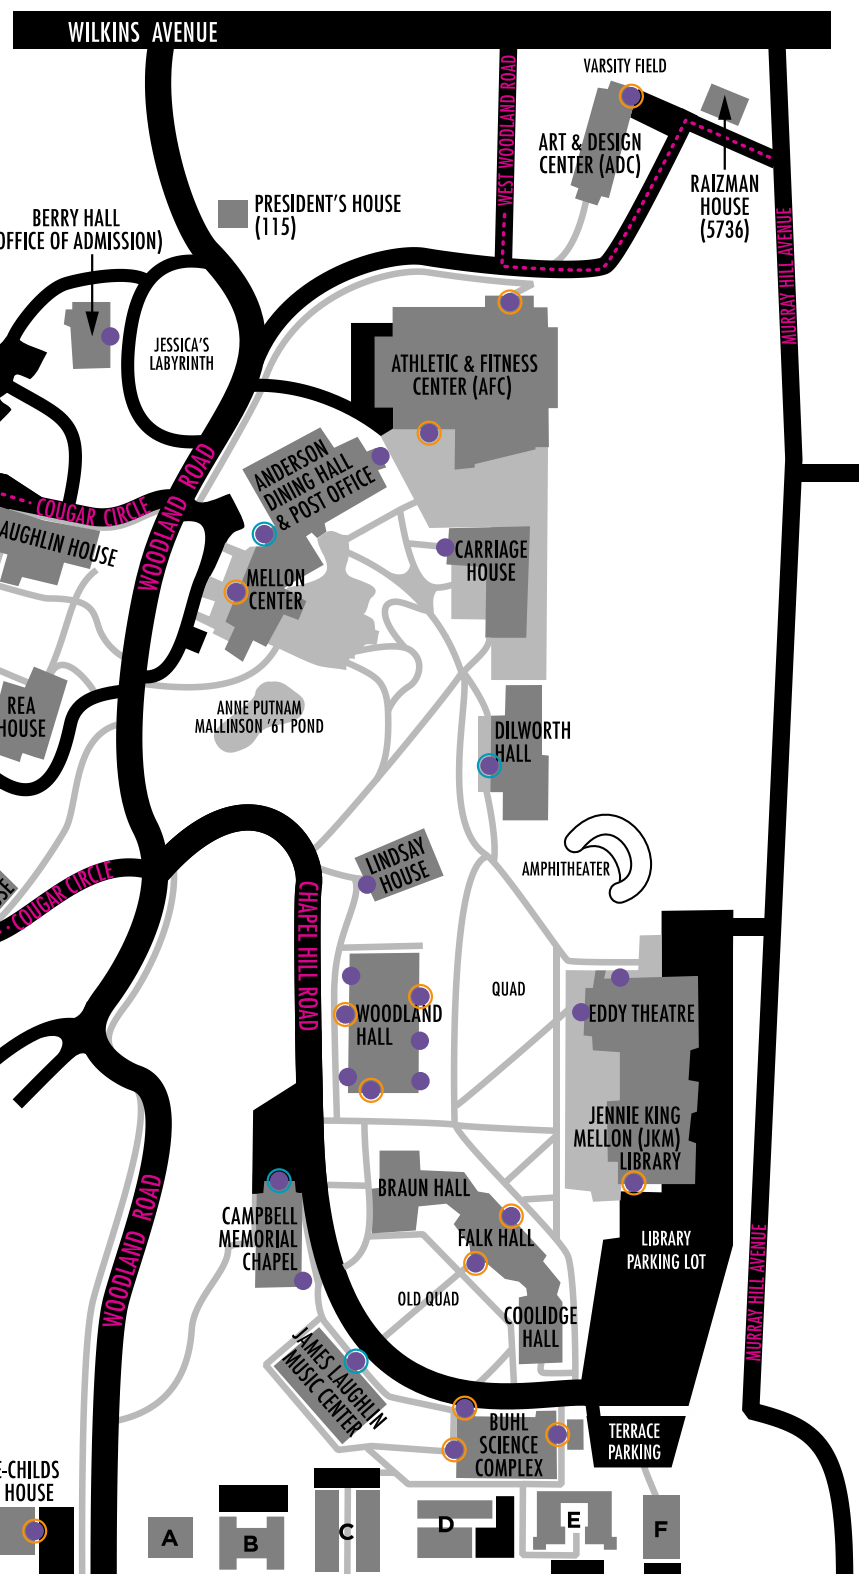 WILKINS AVENUE
VARSITY FIELD
WEST WOODLAND ROAD
ART & DESIGN
CENTER (ADC)
RAIZMAN
HOUSE
(5736)
PRESIDENT'S HOUSE
(115)
BERRY HALL
OFFICE OF ADMISSION)
MURRAY HILL AVENUE
JESSICA'S
LABYRINTH
ATHLETIC & FITNESS
CENTER (AFC)
ANDERSON
DINING HALL
& POST OFFICE
WOODLAND ROAD
COUGAR CIRCLE
AUGHLIN HOUSE
CARRIAGE
HOUSE
MELLON
CENTER
REA
HOUSE
ANNE PUTNAM
MALLINSON '61 POND
DILWORTH
HALL
LINDSAY
HOUSE
AMPHITHEATER
SE
COUGAR CIRCLE
CHAPEL HILL ROAD
QUAD
WOODLAND
HALL
EDDY THEATRE
JENNIE KING
MELLON (JKM)
LIBRARY
BRAUN HALL
FALK HALL
CAMPBELL
MEMORIAL
CHAPEL
WOODLAND ROAD
LIBRARY
PARKING LOT
MURRAY HILL AVENUE
OLD QUAD
COOLIDGE
HALL
JAMES LAUGHLIN
MUSIC CENTER
BUHL
SCIENCE
COMPLEX
TERRACE
PARKING
E-CHILDS
HOUSE
A
B
C
D
E
F